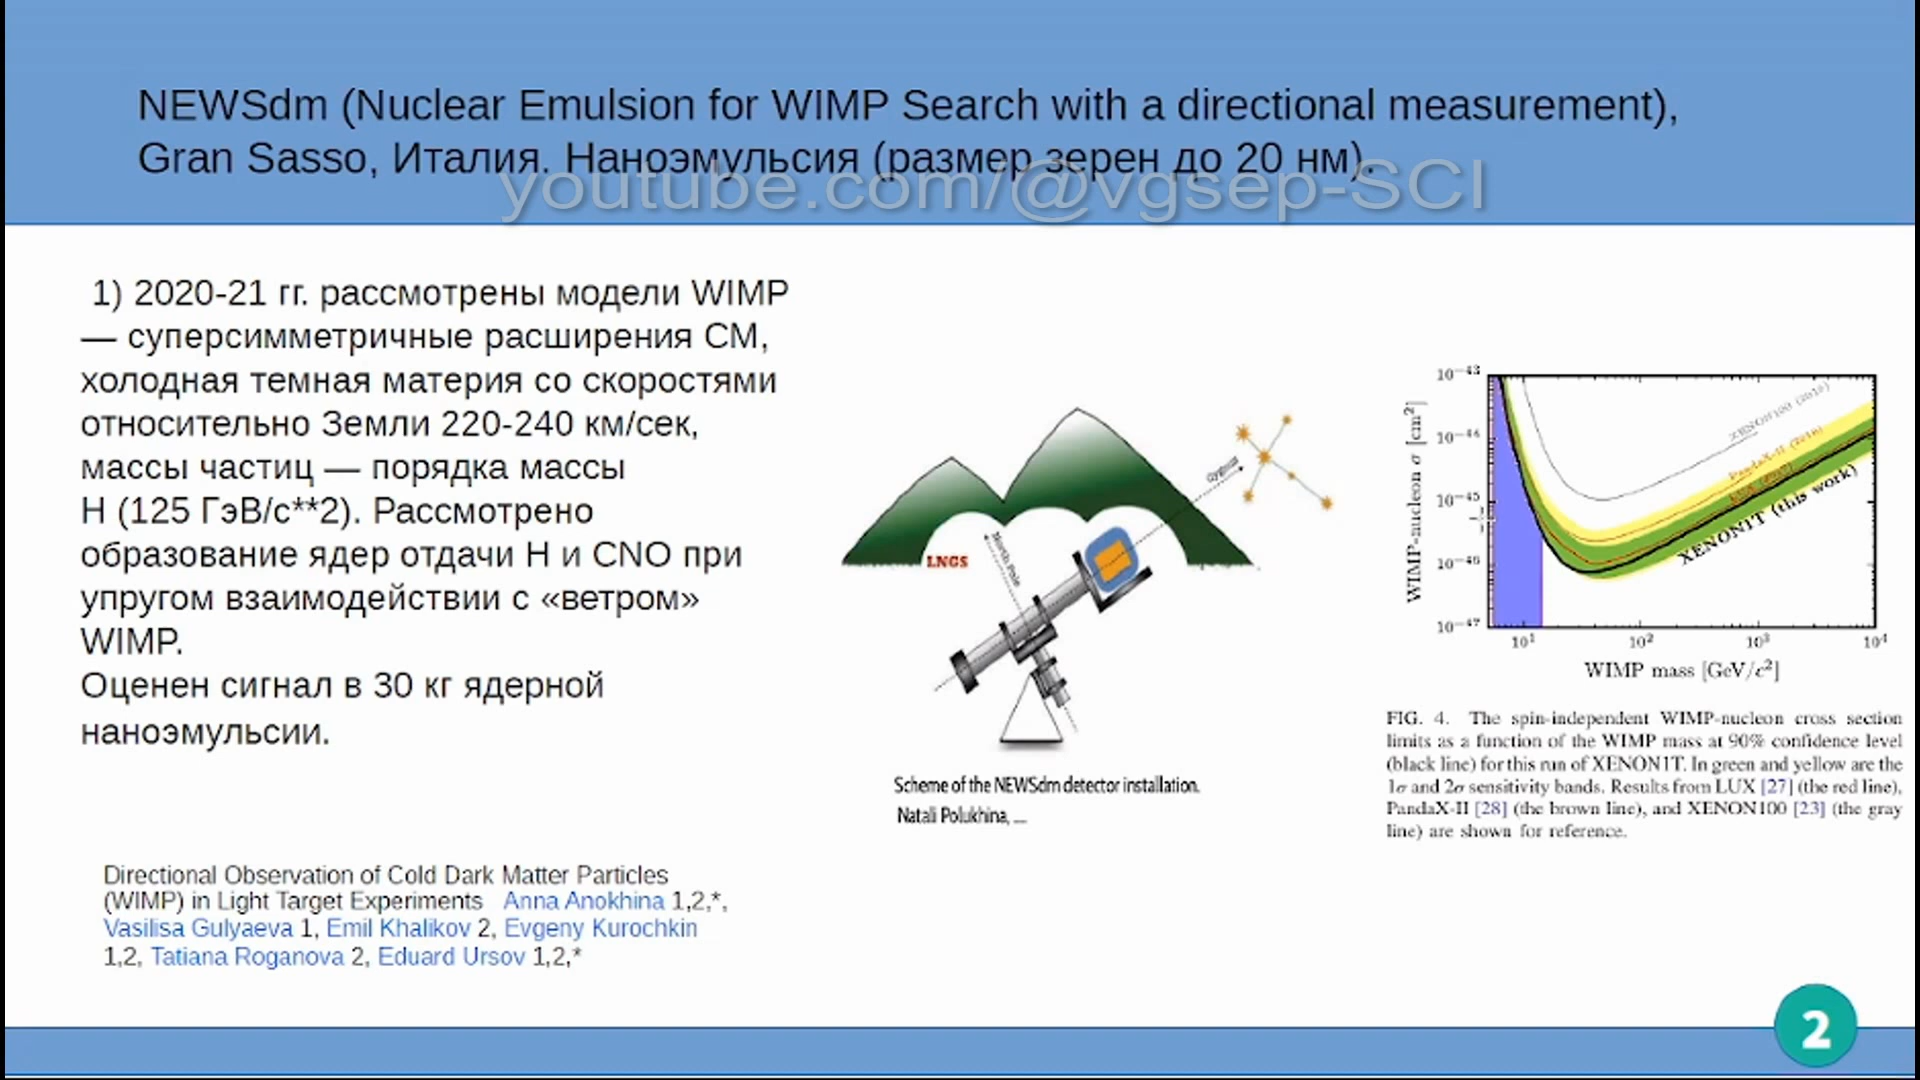 NEWSdm (Nuclear Emulsion for WIMP Search with a directional measurement),
Gran Sasso, Италия. Наноэмульсия (размер зерен до 20 нм).
youtube.com/@vgsep-SCI
1) 2020-21 гг. рассмотрены модели WIMP
— суперсимметричные расширения СМ,
холодная темная материя со скоростями
относительно Земли 220-240 км/сек,
массы частиц — порядка массы
H (125 ГэВ/c**2). Рассмотрено
образование ядер отдачи H и CNO при
упругом взаимодействии с «ветром»
WIMP.
Оценен сигнал в 30 кг ядерной
наноэмульсии.
Directional Observation of Cold Dark Matter Particles
(WIMP) in Light Target Experiments Anna Anokhina 1,2,*,
Vasilisa Gulyaeva 1, Emil Khalikov 2, Evgeny Kurochkin
1,2, Tatiana Roganova 2, Eduard Ursov 1,2,*
Cygnus
North Pole
LNGS
Scheme of the NEWSdm detector installation.
Natali Polukhina, ...
WIMP-nucleon σ [cm²]
10⁻⁴³
10⁻⁴⁴
10⁻⁴⁵
10⁻⁴⁶
10⁻⁴⁷
XENON100 (2016)
PandaX-II (2016)
LUX (2017)
XENON1T (this work)
10¹
10²
10³
10⁴
WIMP mass [GeV/c²]
FIG. 4. The spin-independent WIMP-nucleon cross section
limits as a function of the WIMP mass at 90% confidence level
(black line) for this run of XENON1T. In green and yellow are the
1σ and 2σ sensitivity bands. Results from LUX [27] (the red line),
PandaX-II [28] (the brown line), and XENON100 [23] (the gray
line) are shown for reference.
2